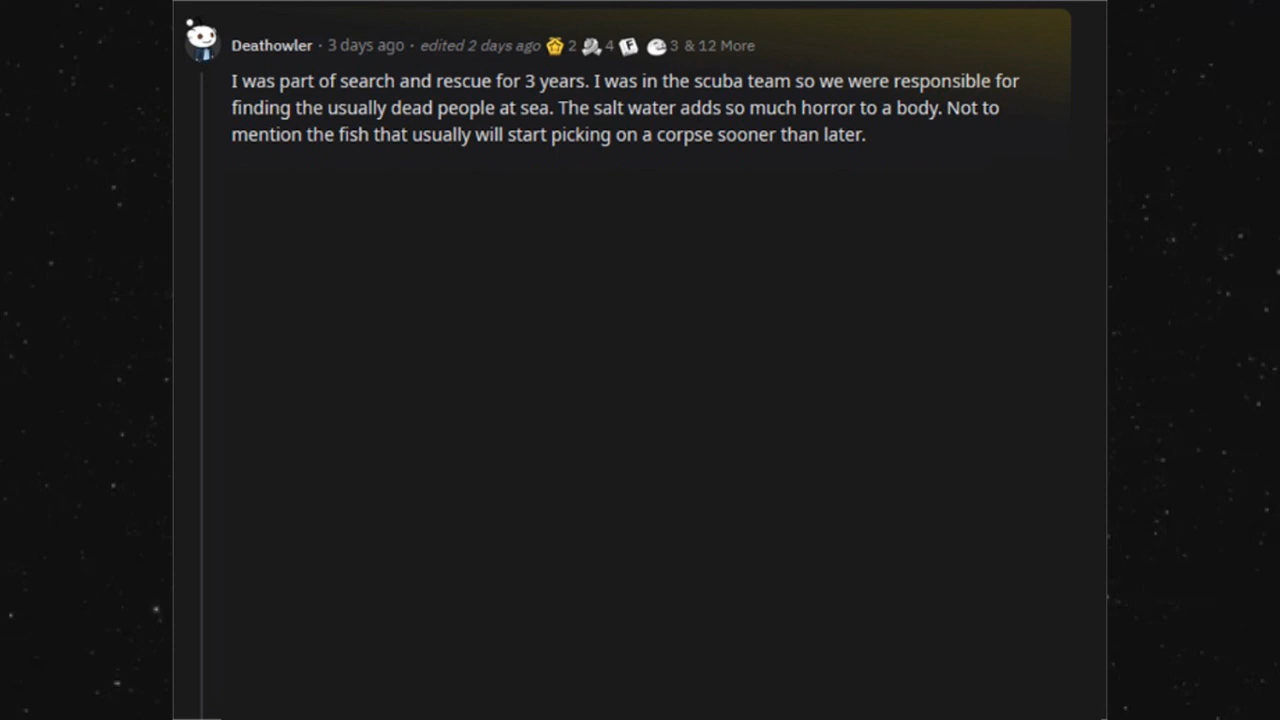 Deathowler · 3 days ago · edited 2 days ago 2 4 F 3 & 12 More
I was part of search and rescue for 3 years. I was in the scuba team so we were responsible for
finding the usually dead people at sea. The salt water adds so much horror to a body. Not to
mention the fish that usually will start picking on a corpse sooner than later.